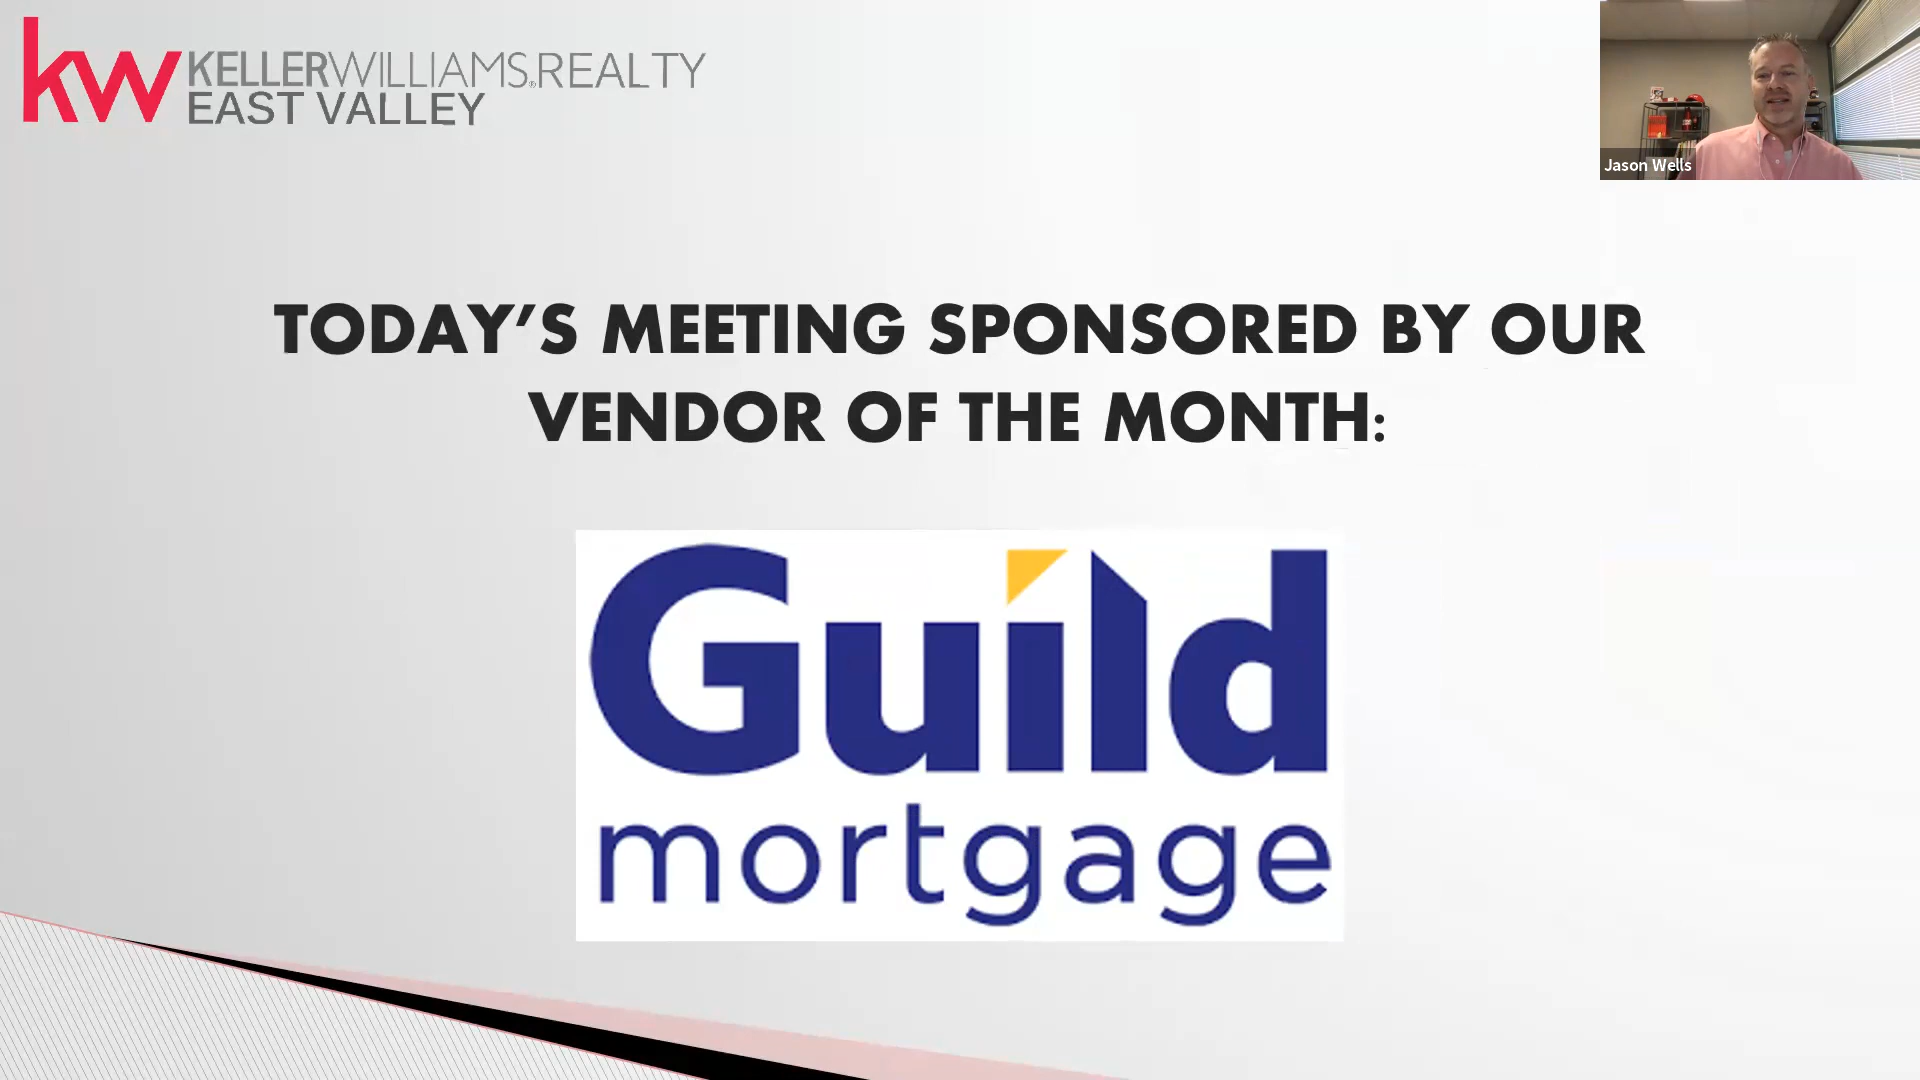 kw KELLERWILLIAMS®REALTY
EAST VALLEY
Jason Wells
TODAY’S MEETING SPONSORED BY OUR
VENDOR OF THE MONTH:
Guild
mortgage